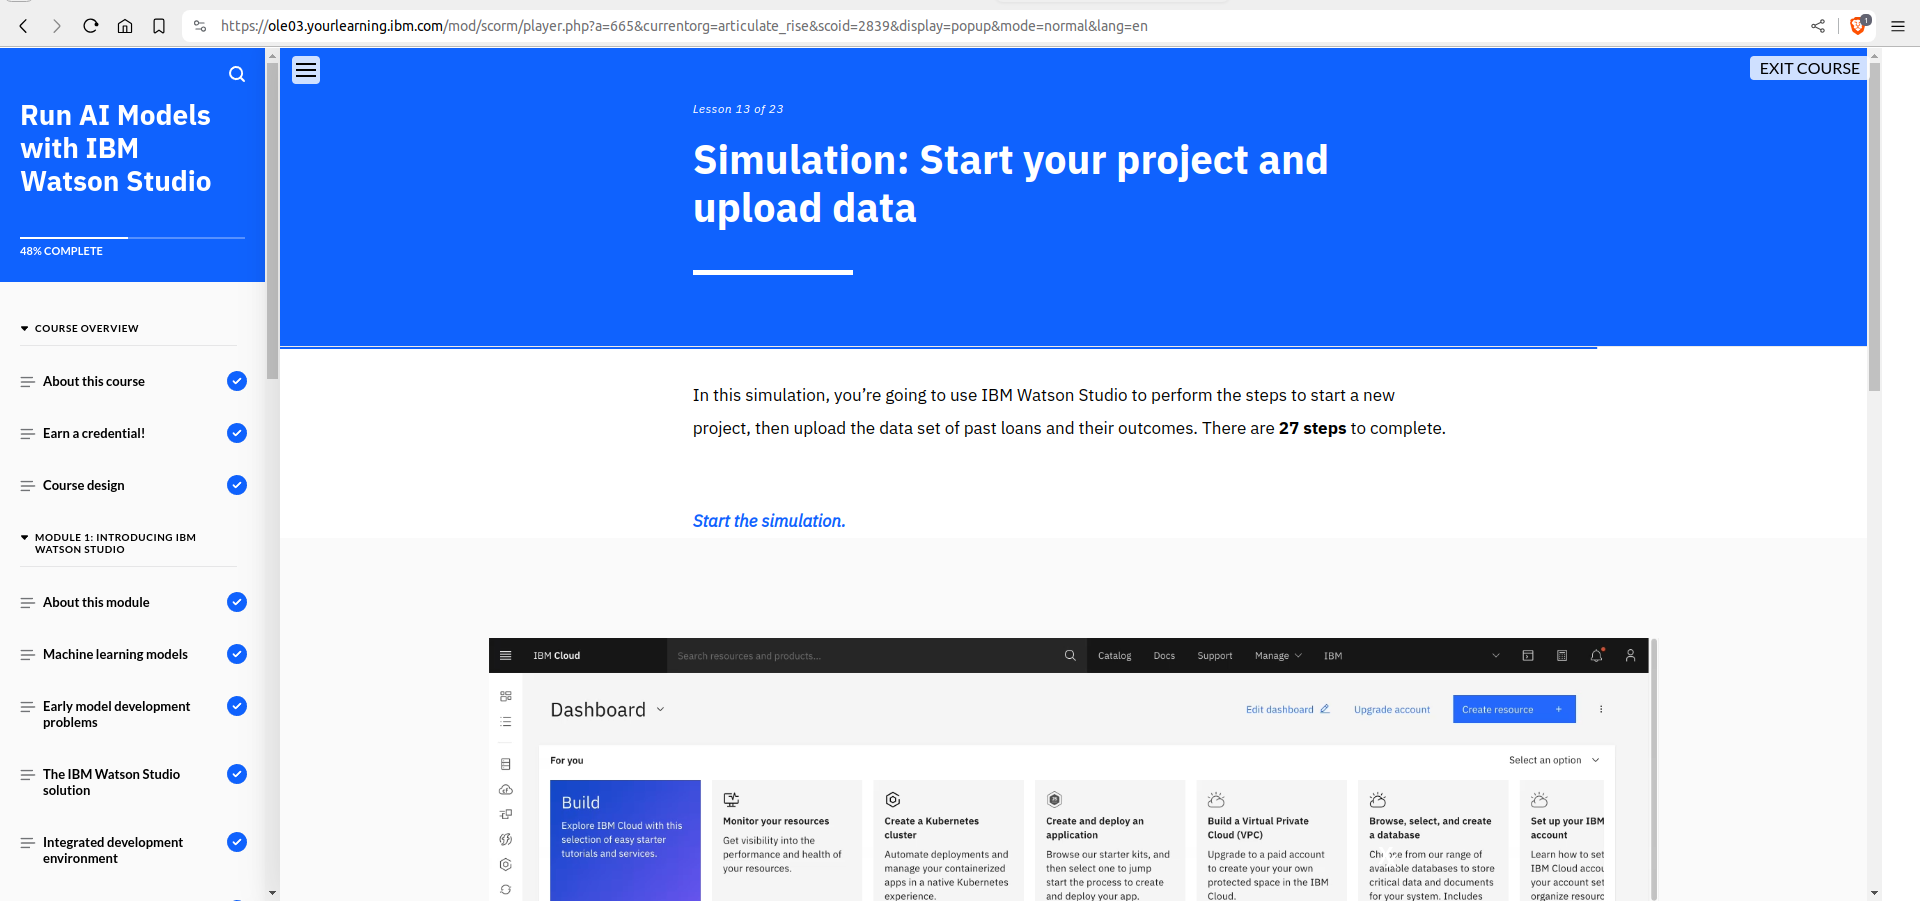 https://ole03.yourlearning.ibm.com/mod/scorm/player.php?a=665&currentorg=articulate_rise&scoid=2839&display=popup&mode=normal&lang=en
1
Run AI Models
with IBM
Watson Studio
48% COMPLETE
COURSE OVERVIEW
About this course
Earn a credential!
Course design
MODULE 1: INTRODUCING IBM
WATSON STUDIO
About this module
Machine learning models
Early model development
problems
The IBM Watson Studio
solution
Integrated development
environment
EXIT COURSE
Lesson 13 of 23
Simulation: Start your project and
upload data
In this simulation, you’re going to use IBM Watson Studio to perform the steps to start a new
project, then upload the data set of past loans and their outcomes. There are 27 steps to complete.
Start the simulation.
IBM Cloud
Search resources and products...
Catalog
Docs
Support
Manage
IBM
Dashboard
Edit dashboard
Upgrade account
Create resource +
For you
Select an option
Build
Explore IBM Cloud with this
selection of easy starter
tutorials and services.
Monitor your resources
Get visibility into the
performance and health of
your resources.
Create a Kubernetes
cluster
Automate deployments and
manage your containerized
apps in a native Kubernetes
experience.
Create and deploy an
application
Browse our starter kits, and
then select one to jump
start the process to create
and deploy your app.
Build a Virtual Private
Cloud (VPC)
Upgrade to a paid account
to create your your own
protected space in the IBM
Cloud.
Browse, select, and create
a database
Choose from our range of
available databases to store
critical data and documents
for your system. Includes
Set up your IBM
account
Learn how to set
IBM Cloud accou
your account set
organize resourc